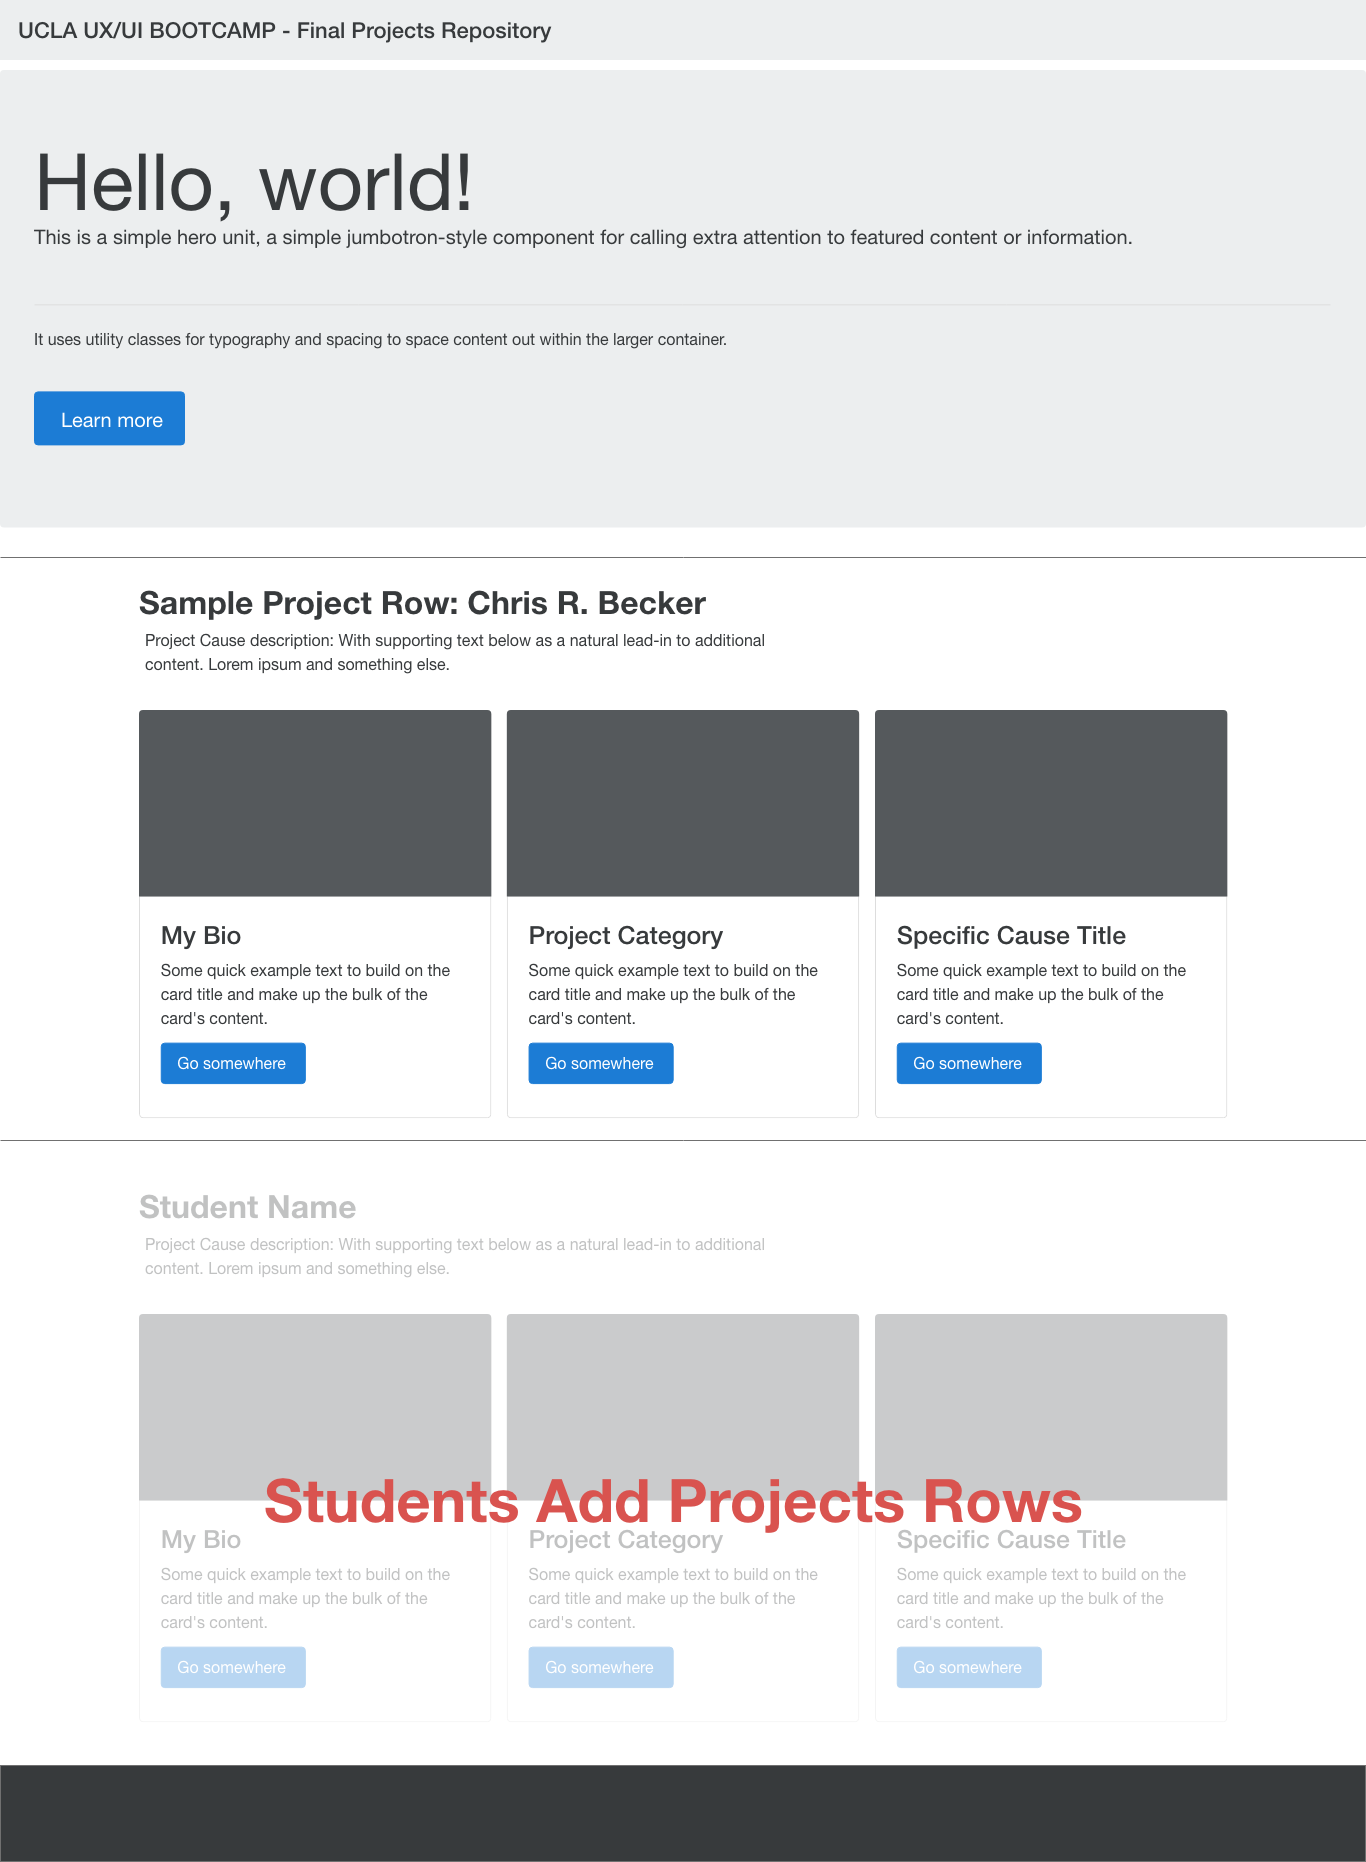 UCLA UX/UI BOOTCAMP - Final Projects Repository
Hello, world!
This is a simple hero unit, a simple jumbotron-style component for calling extra attention to featured content or information.
It uses utility classes for typography and spacing to space content out within the larger container.
Learn more
Sample Project Row: Chris R. Becker
Project Cause description: With supporting text below as a natural lead-in to additional
content. Lorem ipsum and something else.
My Bio
Some quick example text to build on the
card title and make up the bulk of the
card's content.
Go somewhere
Project Category
Some quick example text to build on the
card title and make up the bulk of the
card's content.
Go somewhere
Specific Cause Title
Some quick example text to build on the
card title and make up the bulk of the
card's content.
Go somewhere
Student Name
Project Cause description: With supporting text below as a natural lead-in to additional
content. Lorem ipsum and something else.
Students Add Projects Rows
My Bio
Some quick example text to build on the
card title and make up the bulk of the
card's content.
Go somewhere
Project Category
Some quick example text to build on the
card title and make up the bulk of the
card's content.
Go somewhere
Specific Cause Title
Some quick example text to build on the
card title and make up the bulk of the
card's content.
Go somewhere